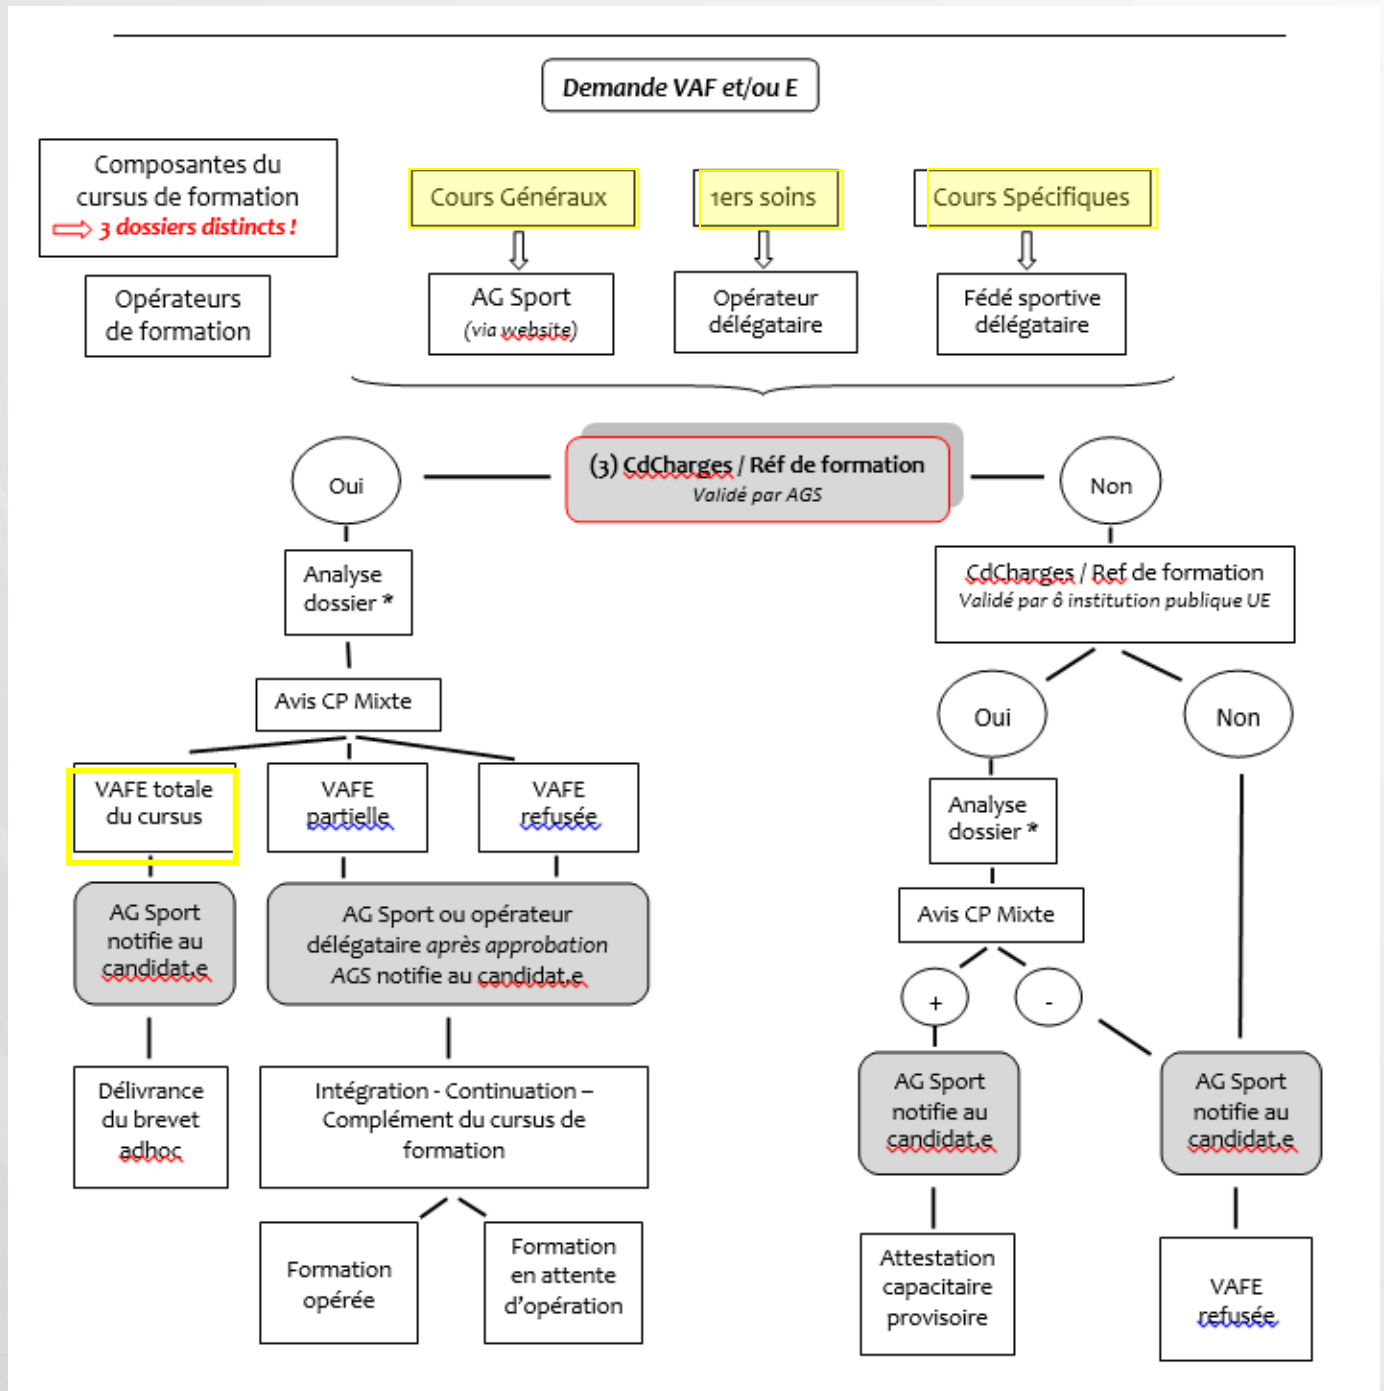 Demande VAF et/ou E
Composantes du
cursus de formation
3 dossiers distincts !
Cours Généraux
1ers soins
Cours Spécifiques
Opérateurs
de formation
AG Sport
(via website)
Opérateur
délégataire
Fédé sportive
délégataire
Oui
(3) CdCharges / Réf de formation
Validé par AGS
Non
Analyse
dossier *
CdCharges / Ref de formation
Validé par ô institution publique UE
Avis CP Mixte
Oui
Non
VAFE totale
du cursus
VAFE
partielle
VAFE
refusée
Analyse
dossier *
AG Sport
notifie au
candidat.e
AG Sport ou opérateur
délégataire après approbation
AGS notifie au candidat.e
Avis CP Mixte
+
-
Délivrance
du brevet
adhoc
Intégration - Continuation –
Complément du cursus de
formation
AG Sport
notifie au
candidat.e
AG Sport
notifie au
candidat.e
Formation
opérée
Formation
en attente
d’opération
Attestation
capacitaire
provisoire
VAFE
refusée